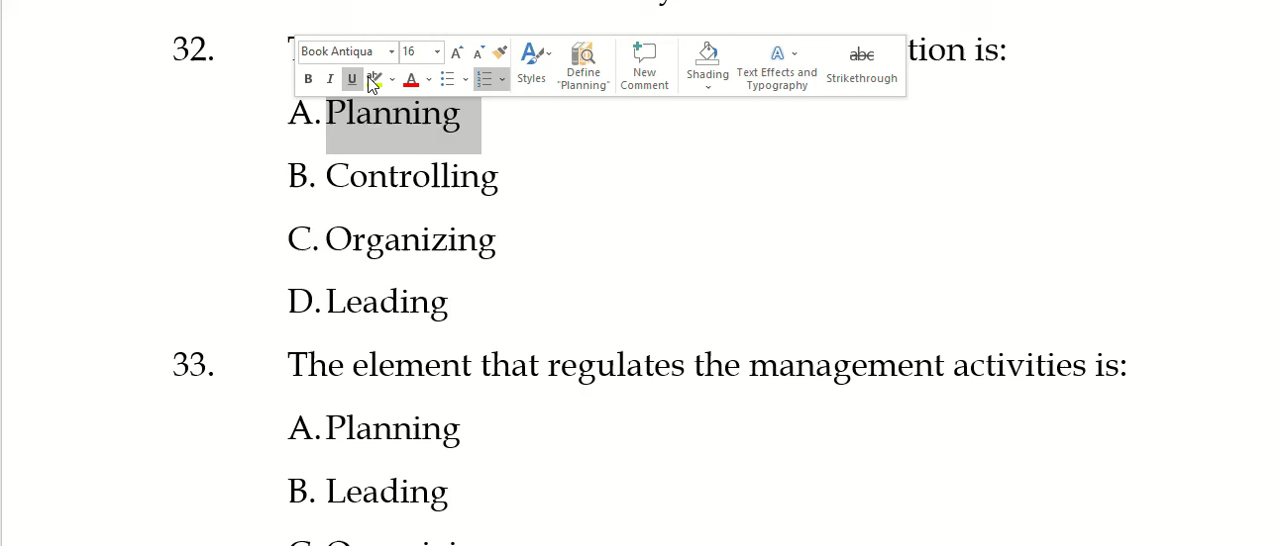 32. tion is:
Book Antiqua 16
B I U A Styles Define "Planning" New Comment Shading Text Effects and Typography abc Strikethrough
A. Planning
B. Controlling
C. Organizing
D. Leading
33. The element that regulates the management activities is:
A. Planning
B. Leading